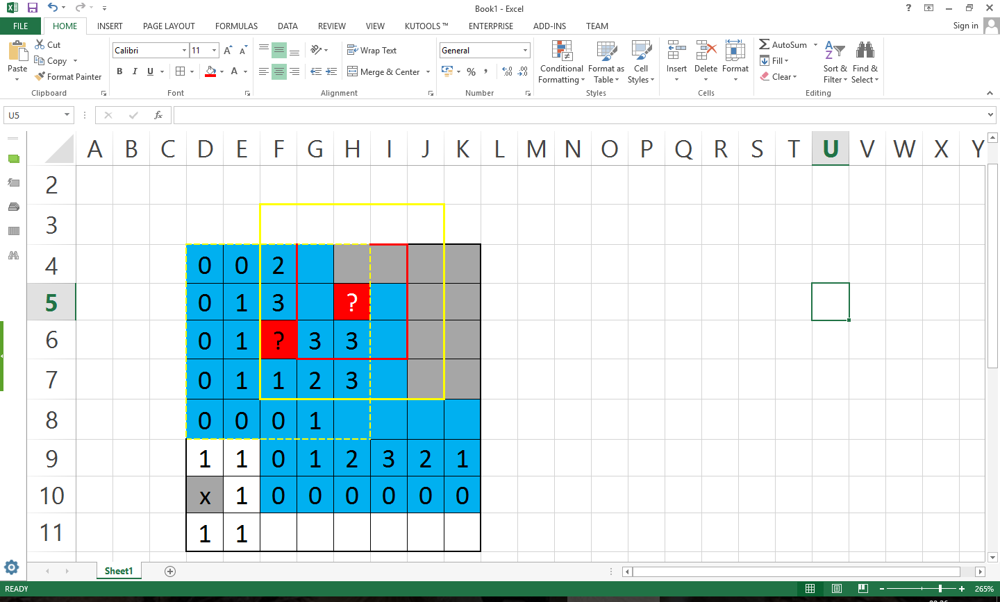 Book1 - Excel
FILE HOME INSERT PAGE LAYOUT FORMULAS DATA REVIEW VIEW KUTOOLS ™ ENTERPRISE ADD-INS TEAM Sign in
Paste
Cut
Copy
Format Painter
Clipboard
Calibri 11
B I U
Font
Wrap Text
Merge & Center
Alignment
General
%
Number
Conditional Formatting
Format as Table
Cell Styles
Styles
Insert Delete Format
Cells
AutoSum
Fill
Clear
Sort & Filter
Find & Select
Editing
U5 fx
A B C D E F G H I J K L M N O P Q R S T U V W X Y
2
3
4 0 0 2
5 0 1 3 ?
6 0 1 ? 3 3
7 0 1 1 2 3
8 0 0 0 1
9 1 1 0 1 2 3 2 1
10 x 1 0 0 0 0 0 0
11 1 1
Sheet1
READY 265%